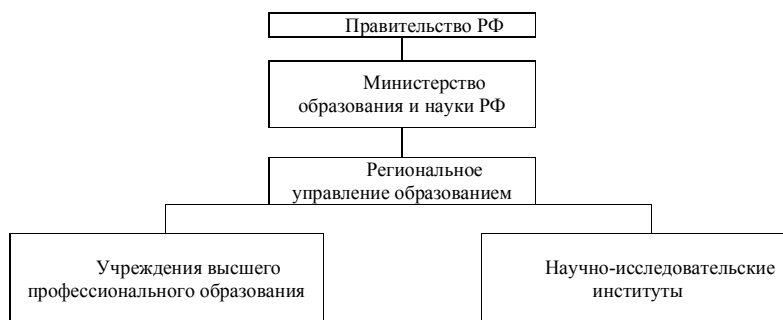 Правительство РФ
Министерство
образования и науки РФ
Региональное
управление образованием
Учреждения высшего
профессионального образования
Научно-исследовательские
институты